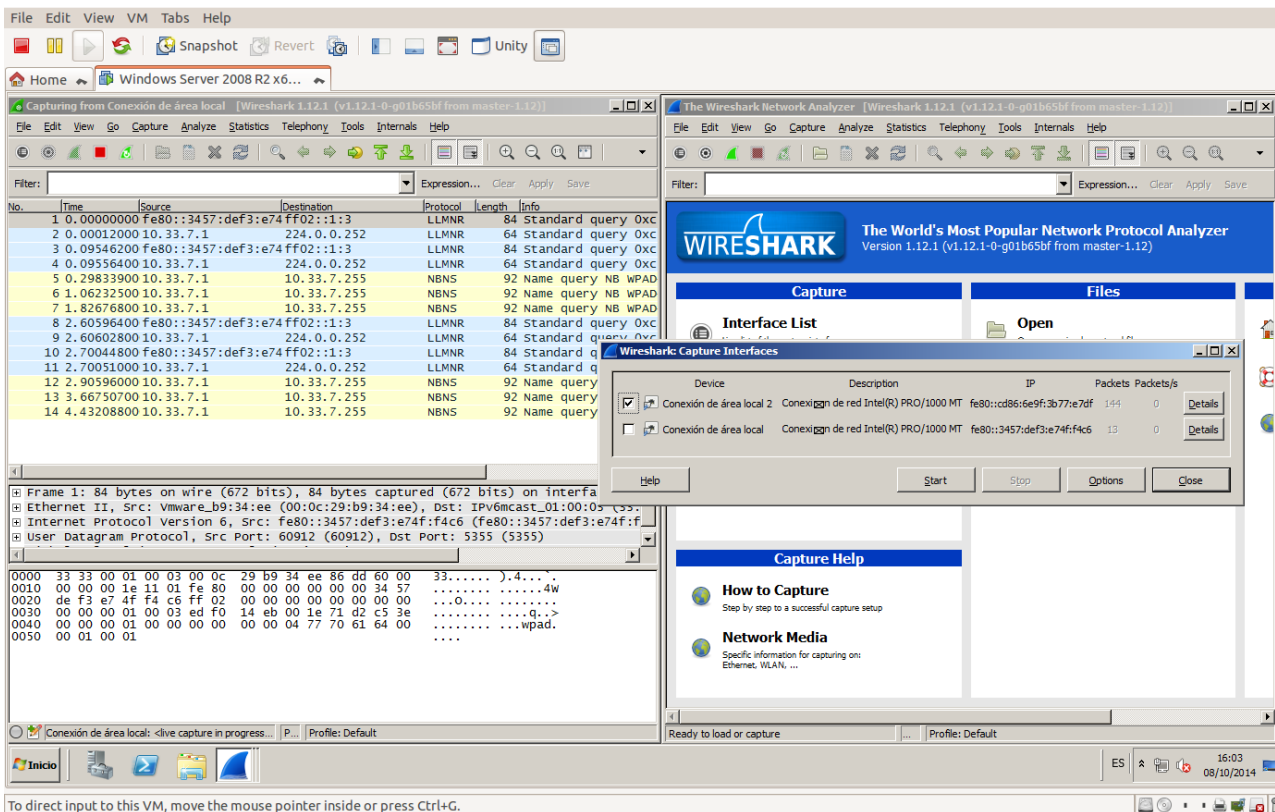 File Edit View VM Tabs Help
Snapshot Revert Unity
Home Windows Server 2008 R2 x6...
Capturing from Conexión de área local [Wireshark 1.12.1 (v1.12.1-0-g01b65bf from master-1.12)]
File Edit View Go Capture Analyze Statistics Telephony Tools Internals Help
Filter: Expression... Clear Apply Save
No. Time Source Destination Protocol Length Info
1 0.00000000 fe80::3457:def3:e74 ff02::1:3 LLMNR 84 Standard query 0xc
2 0.00012000 10.33.7.1 224.0.0.252 LLMNR 64 Standard query 0xc
3 0.09546200 fe80::3457:def3:e74 ff02::1:3 LLMNR 84 Standard query 0xc
4 0.09556400 10.33.7.1 224.0.0.252 LLMNR 64 Standard query 0xc
5 0.29833900 10.33.7.1 10.33.7.255 NBNS 92 Name query NB WPAD
6 1.06232500 10.33.7.1 10.33.7.255 NBNS 92 Name query NB WPAD
7 1.82676800 10.33.7.1 10.33.7.255 NBNS 92 Name query NB WPAD
8 2.60596400 fe80::3457:def3:e74 ff02::1:3 LLMNR 84 Standard query 0xc
9 2.60602800 10.33.7.1 224.0.0.252 LLMNR 64 Standard query 0xc
10 2.70044800 fe80::3457:def3:e74 ff02::1:3 LLMNR 84 Standard q
11 2.70051000 10.33.7.1 224.0.0.252 LLMNR 64 Standard q
12 2.90596000 10.33.7.1 10.33.7.255 NBNS 92 Name query
13 3.66750700 10.33.7.1 10.33.7.255 NBNS 92 Name query
14 4.43208800 10.33.7.1 10.33.7.255 NBNS 92 Name query
Frame 1: 84 bytes on wire (672 bits), 84 bytes captured (672 bits) on interfa
Ethernet II, Src: Vmware_b9:34:ee (00:0c:29:b9:34:ee), Dst: IPv6mcast_01:00:03 (33:
Internet Protocol Version 6, Src: fe80::3457:def3:e74f:f4c6 (fe80::3457:def3:e74f:f
User Datagram Protocol, Src Port: 60912 (60912), Dst Port: 5355 (5355)
0000 33 33 00 01 00 03 00 0c 29 b9 34 ee 86 dd 60 00 33...... ).4...`.
0010 00 00 00 1e 11 01 fe 80 00 00 00 00 00 00 34 57 ........ ......4W
0020 de f3 e7 4f f4 c6 ff 02 00 00 00 00 00 00 00 00 ...O.... ........
0030 00 00 00 01 00 03 ed f0 14 eb 00 1e 71 d2 c5 3e ........ ....q..>
0040 00 00 00 01 00 00 00 00 00 00 04 77 70 61 64 00 ........ ...wpad.
0050 00 01 00 01 ....
Conexión de área local: <live capture in progress... P... Profile: Default
The Wireshark Network Analyzer [Wireshark 1.12.1 (v1.12.1-0-g01b65bf from master-1.12)]
File Edit View Go Capture Analyze Statistics Telephony Tools Internals Help
Filter: Expression... Clear Apply Save
WIRESHARK
The World's Most Popular Network Protocol Analyzer
Version 1.12.1 (v1.12.1-0-g01b65bf from master-1.12)
Capture Files
Interface List Open
Wireshark: Capture Interfaces
Device Description IP Packets Packets/s
Conexión de área local 2 Conexión de red Intel(R) PRO/1000 MT fe80::cd86:6e9f:3b77:e7df 144 0 Details
Conexión de área local Conexión de red Intel(R) PRO/1000 MT fe80::3457:def3:e74f:f4c6 13 0 Details
Help Start Stop Options Close
Capture Help
How to Capture
Step by step to a successful capture setup
Network Media
Specific information for capturing on:
Ethernet, WLAN, ...
Ready to load or capture ... Profile: Default
Inicio
ES 16:03
08/10/2014
To direct input to this VM, move the mouse pointer inside or press Ctrl+G.